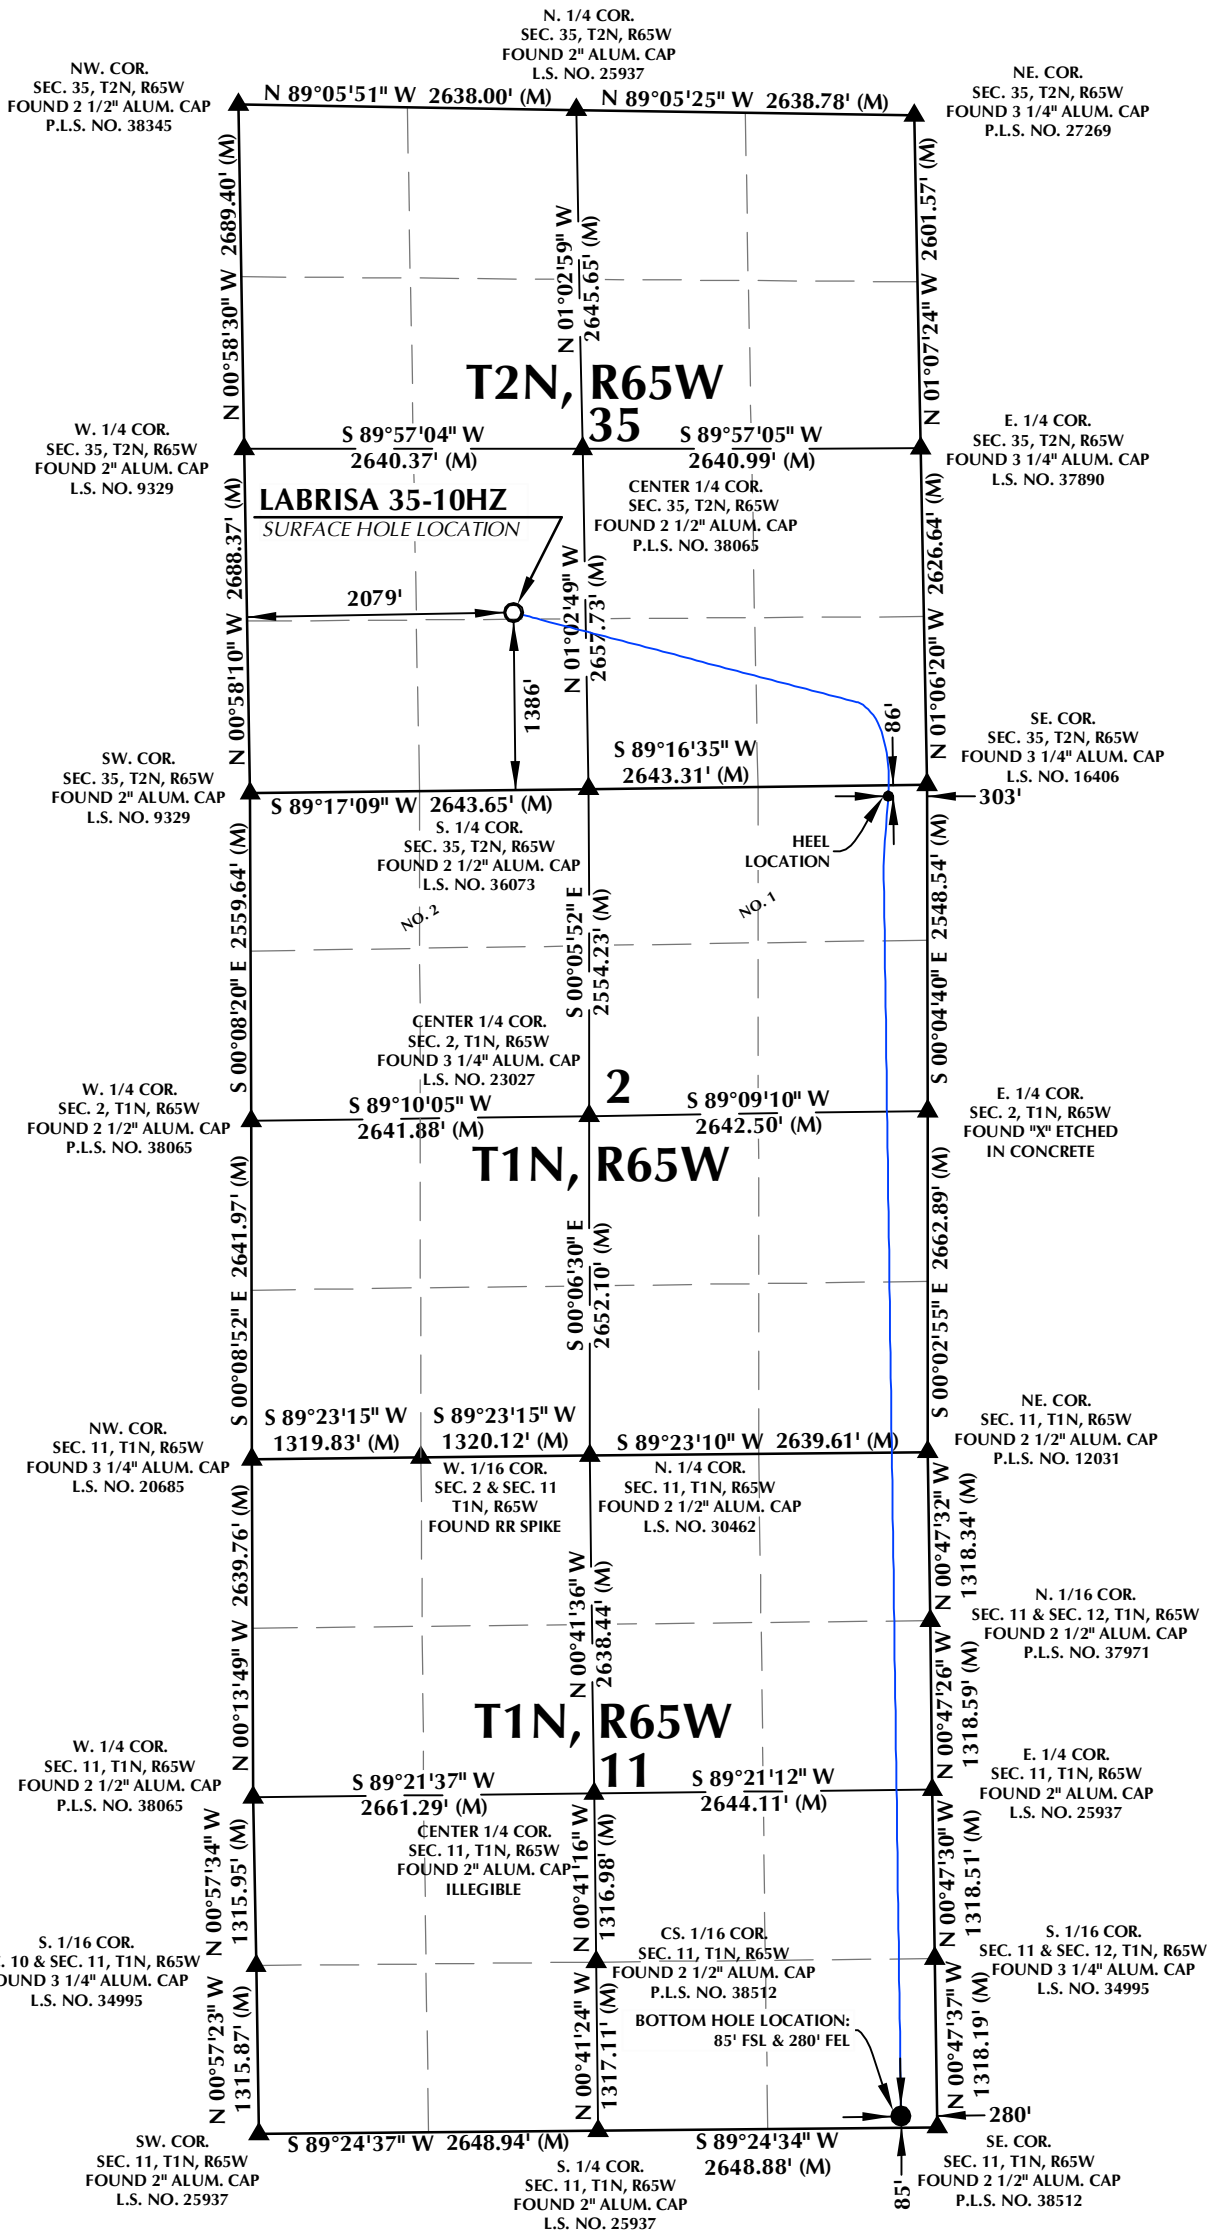 N. 1/4 COR.
SEC. 35, T2N, R65W
FOUND 2" ALUM. CAP
L.S. NO. 25937
NW. COR.
SEC. 35, T2N, R65W
FOUND 2 1/2" ALUM. CAP
P.L.S. NO. 38345
NE. COR.
SEC. 35, T2N, R65W
FOUND 3 1/4" ALUM. CAP
P.L.S. NO. 27269
N 89°05'51" W 2638.00' (M)
N 89°05'25" W 2638.78' (M)
N 00°58'30" W 2689.40' (M)
N 01°02'59" W
2645.65' (M)
N 01°07'24" W 2601.57' (M)
T2N, R65W
35
W. 1/4 COR.
SEC. 35, T2N, R65W
FOUND 2" ALUM. CAP
L.S. NO. 9329
S 89°57'04" W
2640.37' (M)
S 89°57'05" W
2640.99' (M)
E. 1/4 COR.
SEC. 35, T2N, R65W
FOUND 3 1/4" ALUM. CAP
L.S. NO. 37890
LABRISA 35-10HZ
SURFACE HOLE LOCATION
CENTER 1/4 COR.
SEC. 35, T2N, R65W
FOUND 2 1/2" ALUM. CAP
P.L.S. NO. 38065
N 00°58'10" W 2688.37' (M)
2079'
1386'
N 01°02'49" W
2657.73' (M)
N 01°06'20" W 2626.64' (M)
86'
SW. COR.
SEC. 35, T2N, R65W
FOUND 2" ALUM. CAP
L.S. NO. 9329
S 89°16'35" W
2643.31' (M)
SE. COR.
SEC. 35, T2N, R65W
FOUND 3 1/4" ALUM. CAP
L.S. NO. 16406
S 89°17'09" W 2643.65' (M)
303'
S. 1/4 COR.
SEC. 35, T2N, R65W
FOUND 2 1/2" ALUM. CAP
L.S. NO. 36073
HEEL
LOCATION
NO. 2
NO. 1
S 00°08'20" E 2559.64' (M)
S 00°05'52" E
2554.23' (M)
S 00°04'40" E 2548.54' (M)
CENTER 1/4 COR.
SEC. 2, T1N, R65W
FOUND 3 1/4" ALUM. CAP
L.S. NO. 23027
2
W. 1/4 COR.
SEC. 2, T1N, R65W
FOUND 2 1/2" ALUM. CAP
P.L.S. NO. 38065
S 89°10'05" W
2641.88' (M)
S 89°09'10" W
2642.50' (M)
E. 1/4 COR.
SEC. 2, T1N, R65W
FOUND "X" ETCHED
IN CONCRETE
T1N, R65W
S 00°08'52" E 2641.97' (M)
S 00°06'30" E
2652.10' (M)
S 00°02'55" E 2662.89' (M)
NW. COR.
SEC. 11, T1N, R65W
FOUND 3 1/4" ALUM. CAP
L.S. NO. 20685
S 89°23'15" W
1319.83' (M)
S 89°23'15" W
1320.12' (M)
S 89°23'10" W 2639.61' (M)
NE. COR.
SEC. 11, T1N, R65W
FOUND 2 1/2" ALUM. CAP
P.L.S. NO. 12031
W. 1/16 COR.
SEC. 2 & SEC. 11
T1N, R65W
FOUND RR SPIKE
N. 1/4 COR.
SEC. 11, T1N, R65W
FOUND 2 1/2" ALUM. CAP
L.S. NO. 30462
N 00°13'49" W 2639.76' (M)
N 00°41'36" W
2638.44' (M)
N 00°47'32" W
1318.34' (M)
N. 1/16 COR.
SEC. 11 & SEC. 12, T1N, R65W
FOUND 2 1/2" ALUM. CAP
P.L.S. NO. 37971
N 00°47'26" W
1318.59' (M)
T1N, R65W
11
W. 1/4 COR.
SEC. 11, T1N, R65W
FOUND 2 1/2" ALUM. CAP
P.L.S. NO. 38065
S 89°21'37" W
2661.29' (M)
S 89°21'12" W
2644.11' (M)
E. 1/4 COR.
SEC. 11, T1N, R65W
FOUND 2" ALUM. CAP
L.S. NO. 25937
CENTER 1/4 COR.
SEC. 11, T1N, R65W
FOUND 2" ALUM. CAP
ILLEGIBLE
N 00°57'34" W
1315.95' (M)
N 00°41'16" W
1316.98' (M)
N 00°47'30" W
1318.51' (M)
S. 1/16 COR.
10 & SEC. 11, T1N, R65W
OUND 3 1/4" ALUM. CAP
L.S. NO. 34995
CS. 1/16 COR.
SEC. 11, T1N, R65W
FOUND 2 1/2" ALUM. CAP
P.L.S. NO. 38512
S. 1/16 COR.
SEC. 11 & SEC. 12, T1N, R65W
FOUND 3 1/4" ALUM. CAP
L.S. NO. 34995
N 00°57'23" W
1315.87' (M)
N 00°41'24" W
1317.11' (M)
BOTTOM HOLE LOCATION:
85' FSL & 280' FEL
N 00°47'37" W
1318.19' (M)
280'
SW. COR.
SEC. 11, T1N, R65W
FOUND 2" ALUM. CAP
L.S. NO. 25937
S 89°24'37" W 2648.94' (M)
S 89°24'34" W
2648.88' (M)
85'
SE. COR.
SEC. 11, T1N, R65W
FOUND 2 1/2" ALUM. CAP
P.L.S. NO. 38512
S. 1/4 COR.
SEC. 11, T1N, R65W
FOUND 2" ALUM. CAP
L.S. NO. 25937